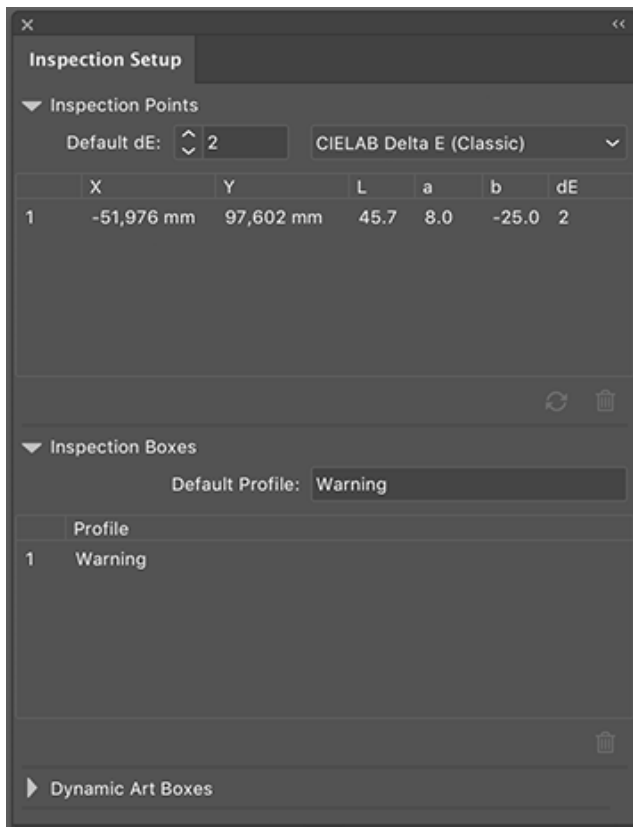 Inspection Setup
Inspection Points
Default dE: 2 CIELAB Delta E (Classic)
X Y L a b dE
1 -51,976 mm 97,602 mm 45.7 8.0 -25.0 2
Inspection Boxes
Default Profile: Warning
Profile
1 Warning
Dynamic Art Boxes